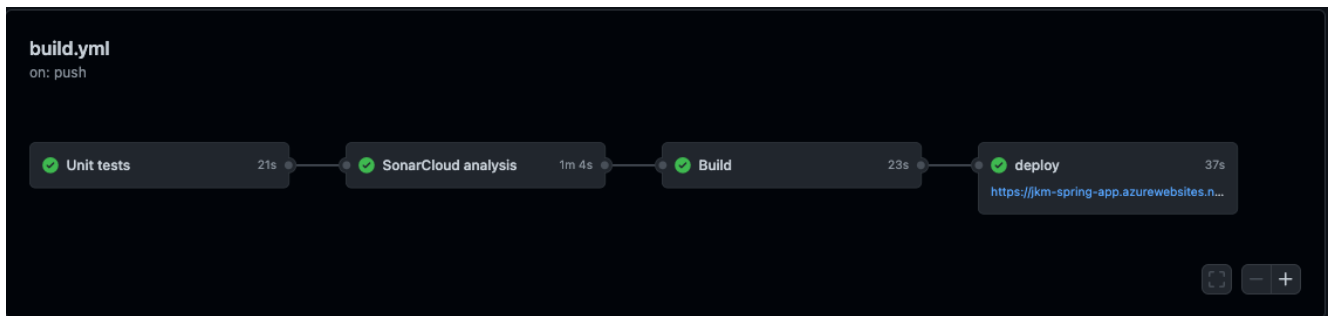 build.yml
on: push
Unit tests 21s
SonarCloud analysis 1m 4s
Build 23s
deploy 37s
https://jkm-spring-app.azurewebsites.n...